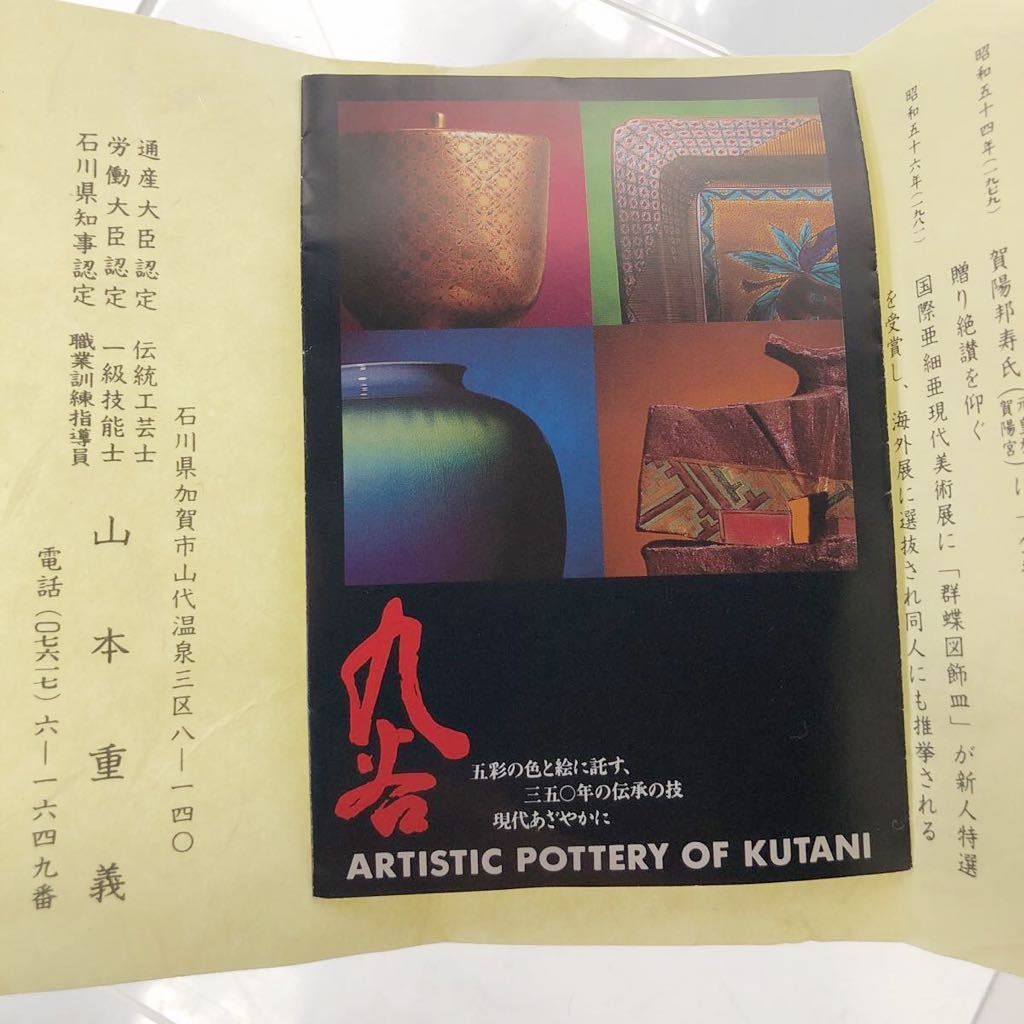 昭和五十四年(一九七九)
賀陽邦寿氏(賀陽宮)に
贈り絶讃を仰ぐ
昭和五十六年(一九八一)
国際亜細亜現代美術展に「群蝶図飾皿」が新人特選
を受賞し、海外展に選抜され同人にも推挙される
九谷
五彩の色と絵に託す、
三五〇年の伝承の技
現代あざやかに
ARTISTIC POTTERY OF KUTANI
石川県加賀市山代温泉三区八―一四〇
通産大臣認定 伝統工芸士
労働大臣認定 一級技能士
石川県知事認定 職業訓練指導員
山本重義
電話(〇七六一七)六―一六四九番